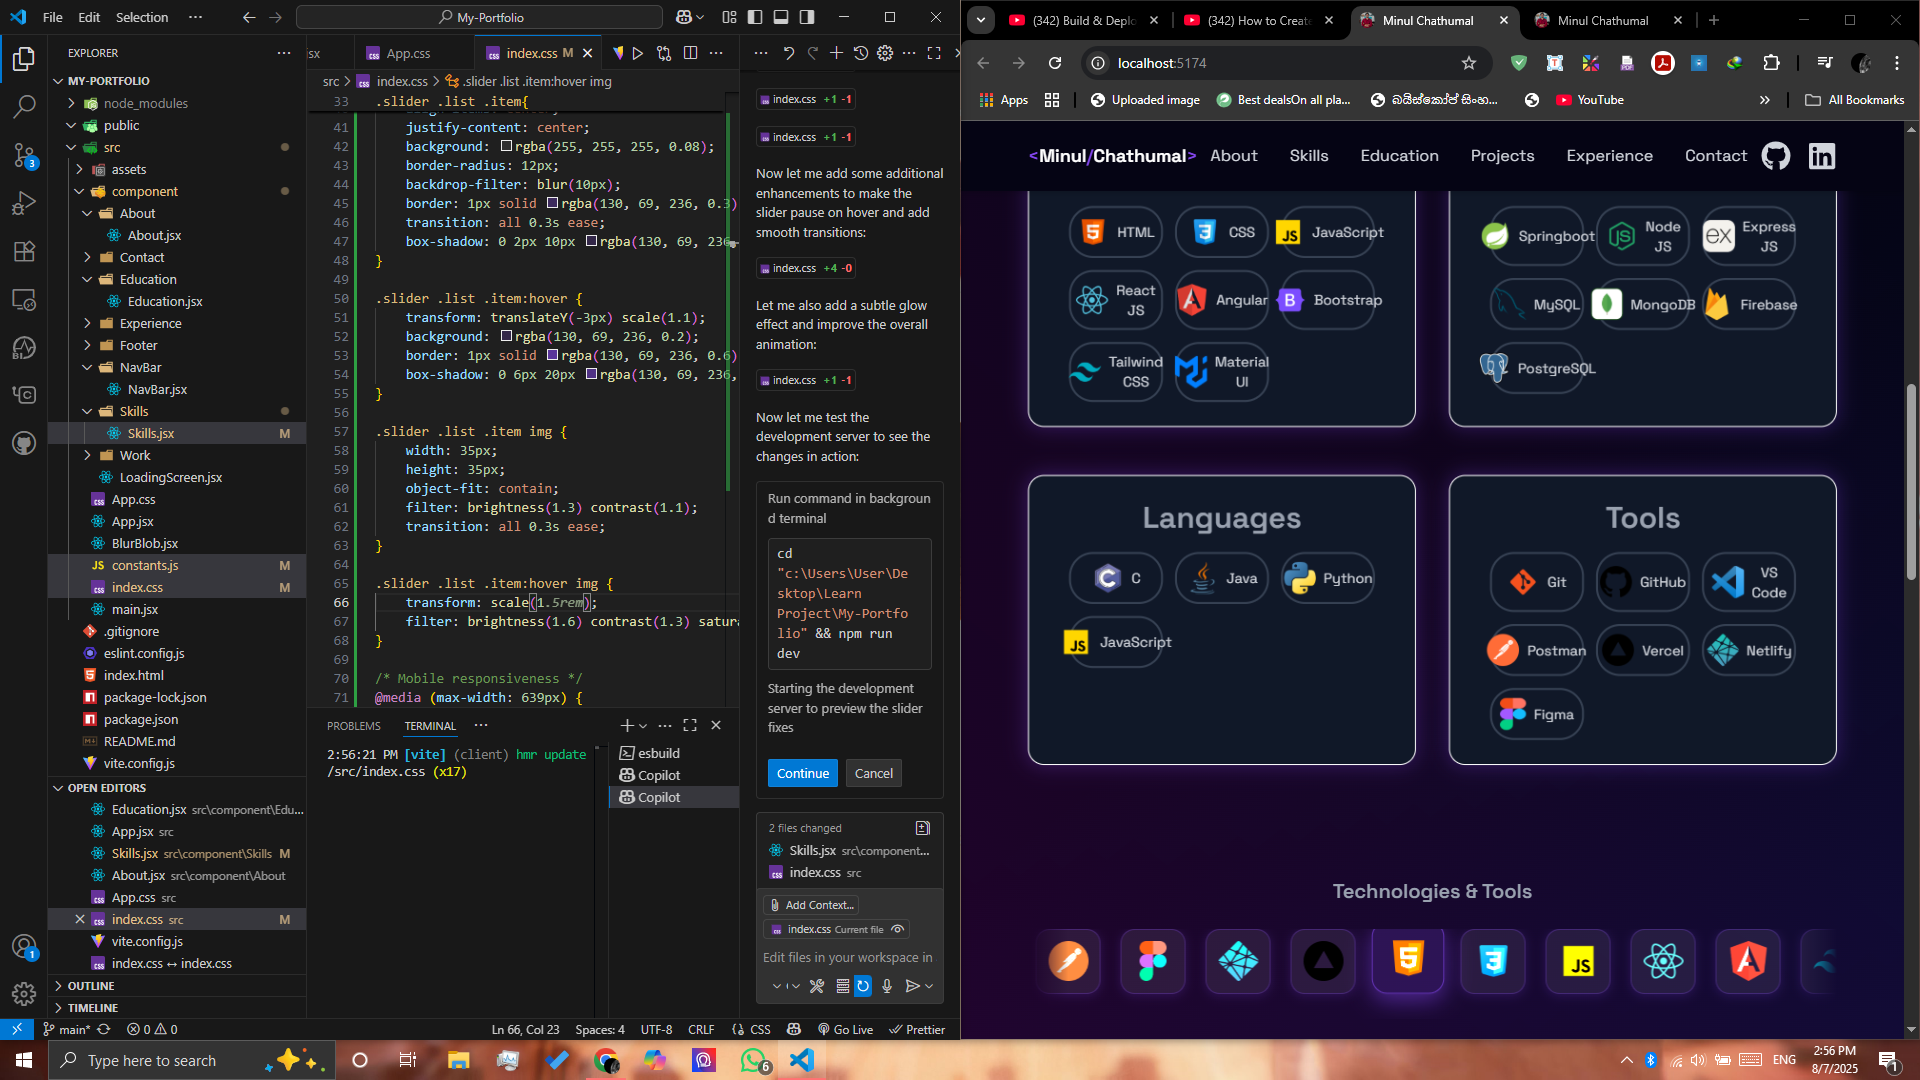 File Edit Selection ··· My-Portfolio
EXPLORER ···
MY-PORTFOLIO
node_modules
public
src
assets
component
About
About.jsx
Contact
Education
Education.jsx
Experience
Footer
NavBar
NavBar.jsx
Skills
Skills.jsx M
Work
LoadingScreen.jsx
App.css
App.jsx
BlurBlob.jsx
constants.js M
index.css M
main.jsx
.gitignore
eslint.config.js
index.html
package-lock.json
package.json
README.md
vite.config.js
OPEN EDITORS
Education.jsx src\component\Edu...
App.jsx src
Skills.jsx src\component\Skills M
About.jsx src\component\About
App.css src
index.css src M
vite.config.js
index.css ↔ index.css
OUTLINE
TIMELINE
3
1
jsx App.css index.css M
src > index.css > .slider .list .item:hover img
33 .slider .list .item{
41 justify-content: center;
42 background: rgba(255, 255, 255, 0.08);
43 border-radius: 12px;
44 backdrop-filter: blur(10px);
45 border: 1px solid rgba(130, 69, 236, 0.3)
46 transition: all 0.3s ease;
47 box-shadow: 0 2px 10px rgba(130, 69, 236
48 }
49
50 .slider .list .item:hover {
51 transform: translateY(-3px) scale(1.1);
52 background: rgba(130, 69, 236, 0.2);
53 border: 1px solid rgba(130, 69, 236, 0.6)
54 box-shadow: 0 6px 20px rgba(130, 69, 236,
55 }
56
57 .slider .list .item img {
58 width: 35px;
59 height: 35px;
60 object-fit: contain;
61 filter: brightness(1.3) contrast(1.1);
62 transition: all 0.3s ease;
63 }
64
65 .slider .list .item:hover img {
66 transform: scale(1.5rem);
67 filter: brightness(1.6) contrast(1.3) satura
68 }
69
70 /* Mobile responsiveness */
71 @media (max-width: 639px) {
PROBLEMS TERMINAL ···
2:56:21 PM [vite] (client) hmr update
/src/index.css (x17)
esbuild
Copilot
Copilot
index.css +1 -1
index.css +1 -1
Now let me add some additional
enhancements to make the
slider pause on hover and add
smooth transitions:
index.css +4 -0
Let me also add a subtle glow
effect and improve the overall
animation:
index.css +1 -1
Now let me test the
development server to see the
changes in action:
Run command in backgroun
d terminal
cd
"c:\Users\User\De
sktop\Learn
Project\My-Portfo
lio" && npm run
dev
Starting the development
server to preview the slider
fixes
Continue Cancel
2 files changed
Skills.jsx src\component...
index.css src
Add Context...
index.css Current file
Edit files in your workspace in
main* 0 0 Ln 66, Col 23 Spaces: 4 UTF-8 CRLF CSS Go Live Prettier
(342) Build & Deplo (342) How to Create Minul Chathumal Minul Chathumal
localhost:5174
Apps Uploaded image Best dealsOn all pla... බයිස්කෝප් සිංහ... YouTube » All Bookmarks
<Minul/Chathumal> About Skills Education Projects Experience Contact
HTML CSS JavaScript
React JS Angular Bootstrap
Tailwind CSS Material UI
Springboot Node JS Express JS
MySQL MongoDB Firebase
PostgreSQL
Languages
C Java Python
JavaScript
Tools
Git GitHub VS Code
Postman Vercel Netlify
Figma
Technologies & Tools
Type here to search
6
ENG
2:56 PM
8/7/2025
1